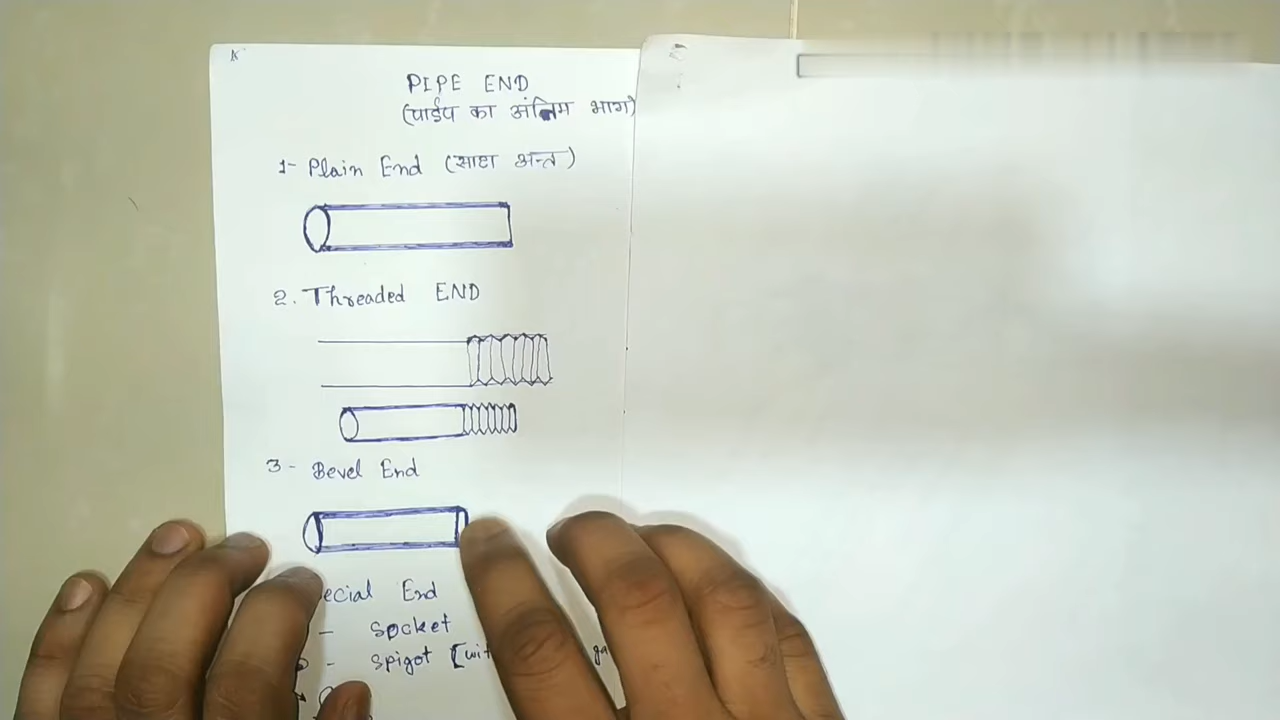 PIPE END
(पाईप का अंतिम भाग)
1- Plain End (सादा अन्त)
2. Threaded END
3- Bevel End
ecial End
- Socket
- Spigot [wit